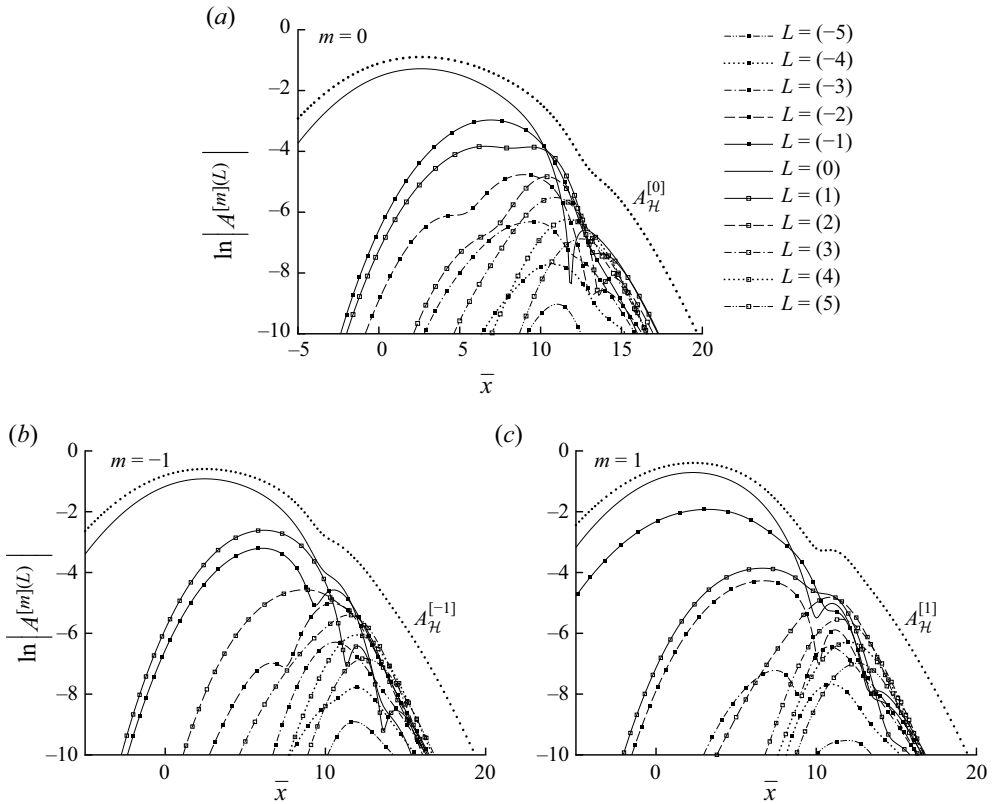 (a)
m = 0
0
−2
−4
−6
−8
−10
ln |A^{[m](L)}|
−5
0
5
10
15
20
x̄
A_ℋ^{[0]}
L = (−5)
L = (−4)
L = (−3)
L = (−2)
L = (−1)
L = (0)
L = (1)
L = (2)
L = (3)
L = (4)
L = (5)
(b)
m = −1
0
−2
−4
−6
−8
−10
ln |A^{[m](L)}|
0
10
20
x̄
A_ℋ^{[−1]}
(c)
m = 1
0
−2
−4
−6
−8
−10
0
10
20
x̄
A_ℋ^{[1]}